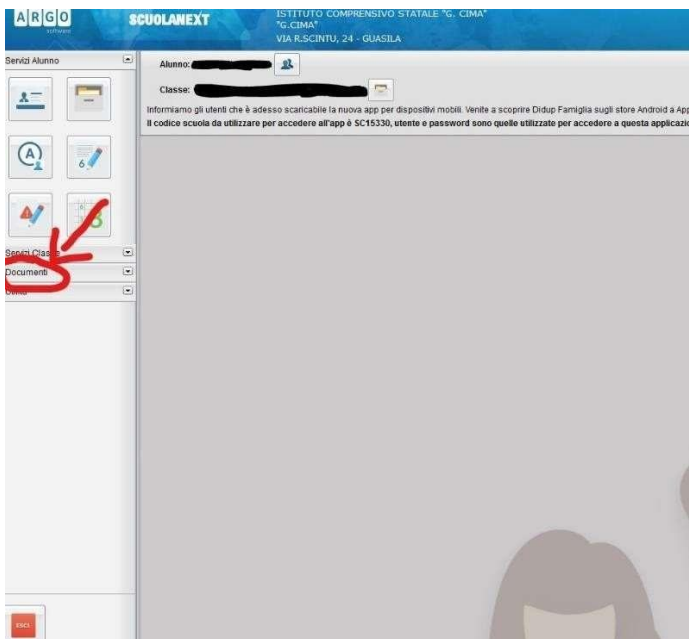 ARGO
software
SCUOLANEXT
ISTITUTO COMPRENSIVO STATALE "G. CIMA"
"G.CIMA"
VIA R.SCINTU, 24 - GUASILA
Servizi Alunno
Alunno:
Classe:
Informiamo gli utenti che è adesso scaricabile la nuova app per dispositivi mobili. Venite a scoprire Didup Famiglia sugli store Android a App
Il codice scuola da utilizzare per accedere all'app è SC15330, utente e password sono quelle utilizzate per accedere a questa applicazio
A
6
Servizi Classe
Documenti
ESCI